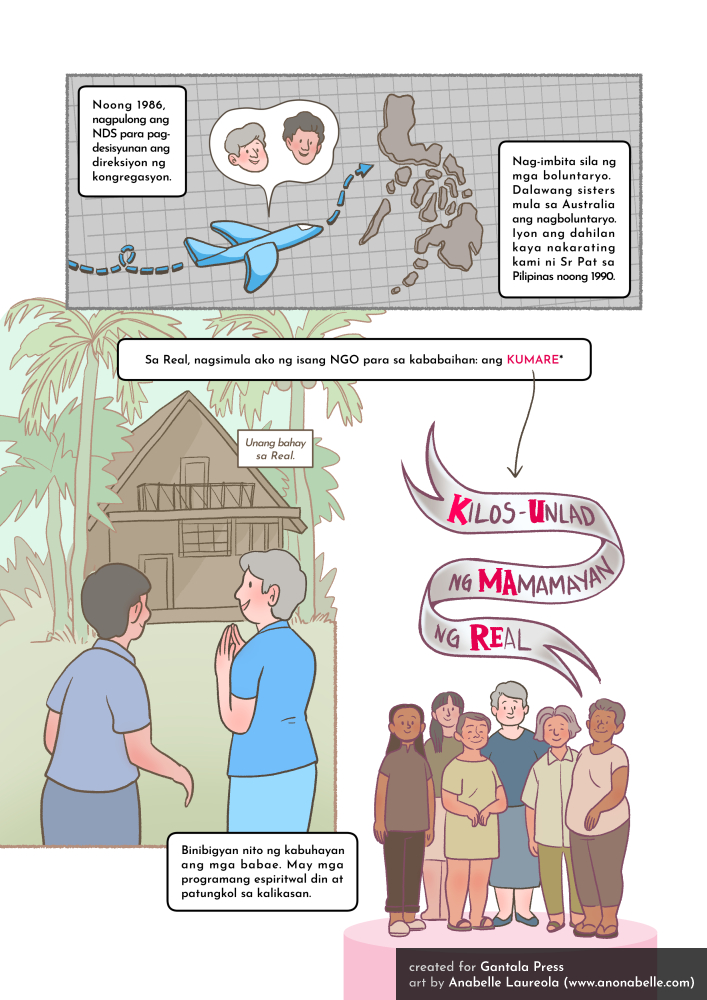 Noong 1986,
nagpulong ang
NDS para pag-
desisyunan ang
direksiyon ng
kongregasyon.
Nag-imbita sila ng
mga boluntaryo.
Dalawang sisters
mula sa Australia
ang nagboluntaryo.
Iyon ang dahilan
kaya nakarating
kami ni Sr Pat sa
Pilipinas noong 1990.
Sa Real, nagsimula ako ng isang NGO para sa kababaihan: ang KUMARE*
Unang bahay
sa Real.
KILOS-UNLAD
NG MAMAMAYAN
NG REAL
Binibigyan nito ng kabuhayan
ang mga babae. May mga
programang espiritwal din at
patungkol sa kalikasan.
created for Gantala Press
art by Anabelle Laureola (www.anonabelle.com)